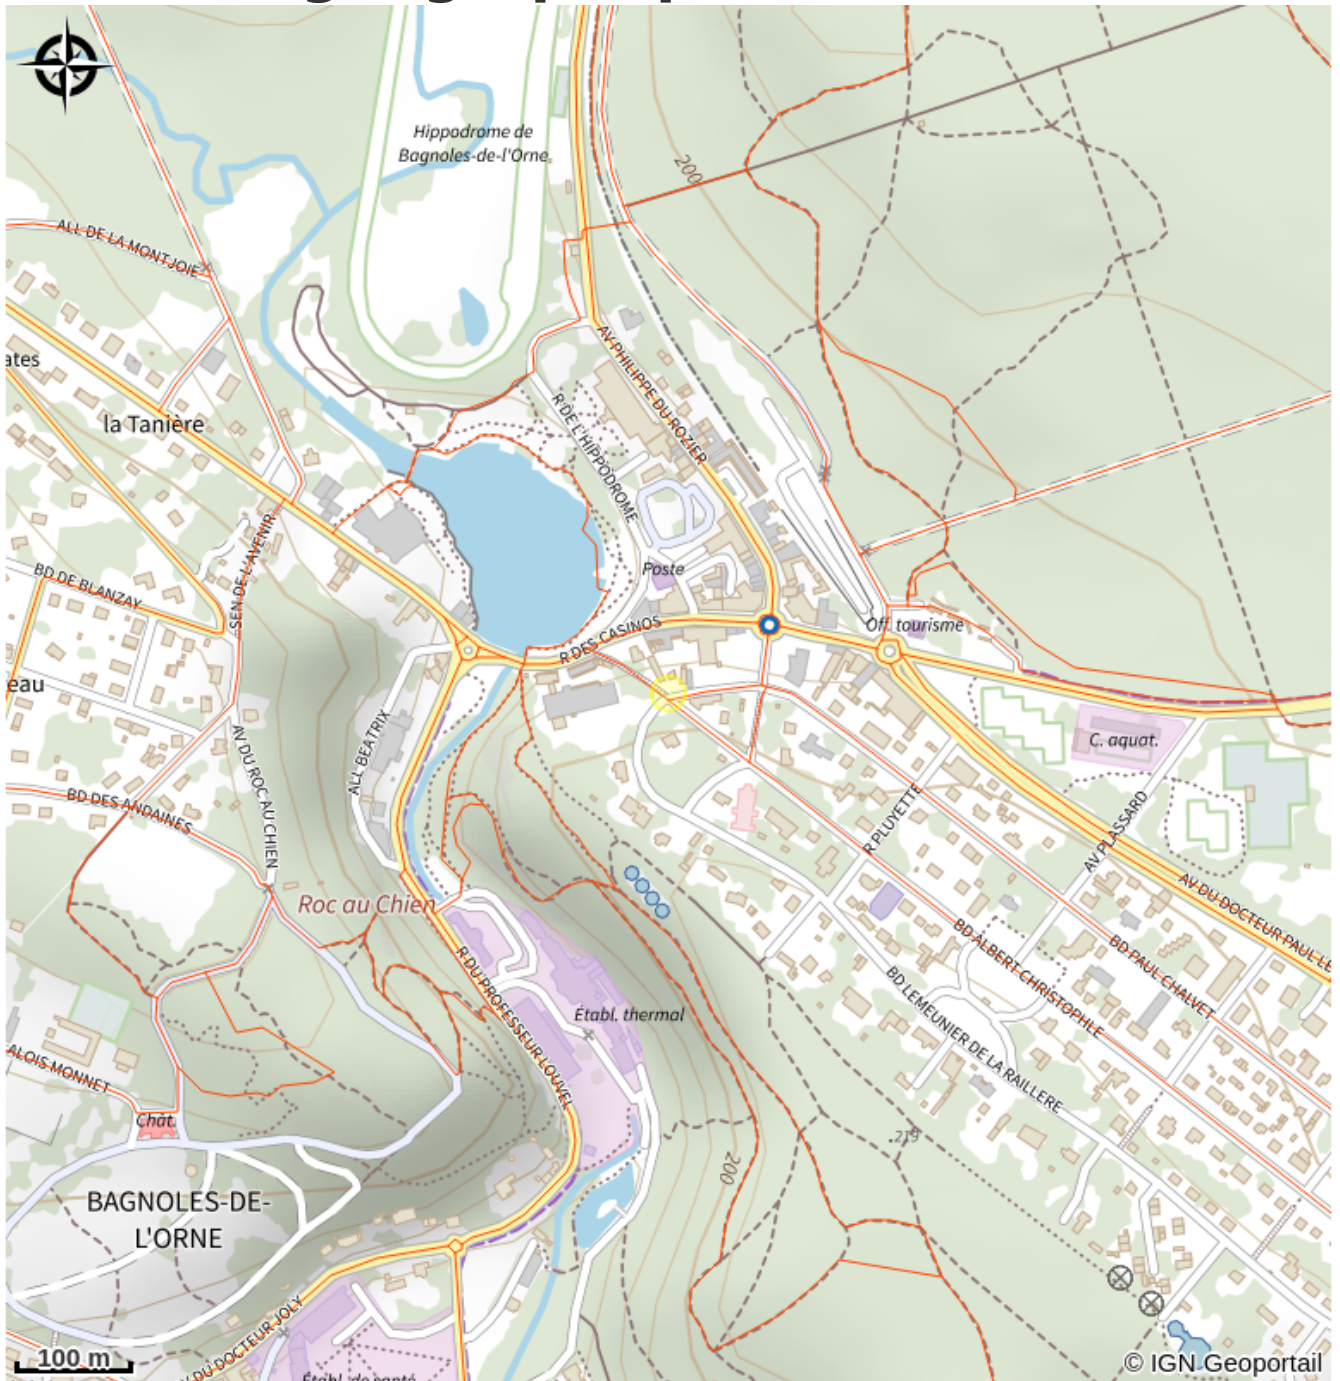 Hippodrome de
Bagnoles-de-l'Orne
200
ALL DE LA MONTJOIE
AV PHILIPPE DU ROZIER
ates
la Tanière
R DE L'HIPPODROME
SEN DE L'AVENIR
Poste
BD DE BLANZAY
R DES CASINOS
Off. tourisme
eau
ALL BEATRIX
AV DU ROC AU CHIEN
C. aquat.
BD DES ANDAINES
R PLUYETTE
AV PLASSARD
Roc au Chien
AV DU DOCTEUR PAUL LE
BD ALBERT CHRISTOPHLE
BD PAUL CHALVET
R DU PROFESSEUR LOUVEL
BD LEMEUNIER DE LA RAILLERE
Établ. thermal
ALOIS MONNET
Chât.
.219
200
BAGNOLES-DE-
L'ORNE
DU DOCTEUR JOLY
100 m
© IGN Geoportail